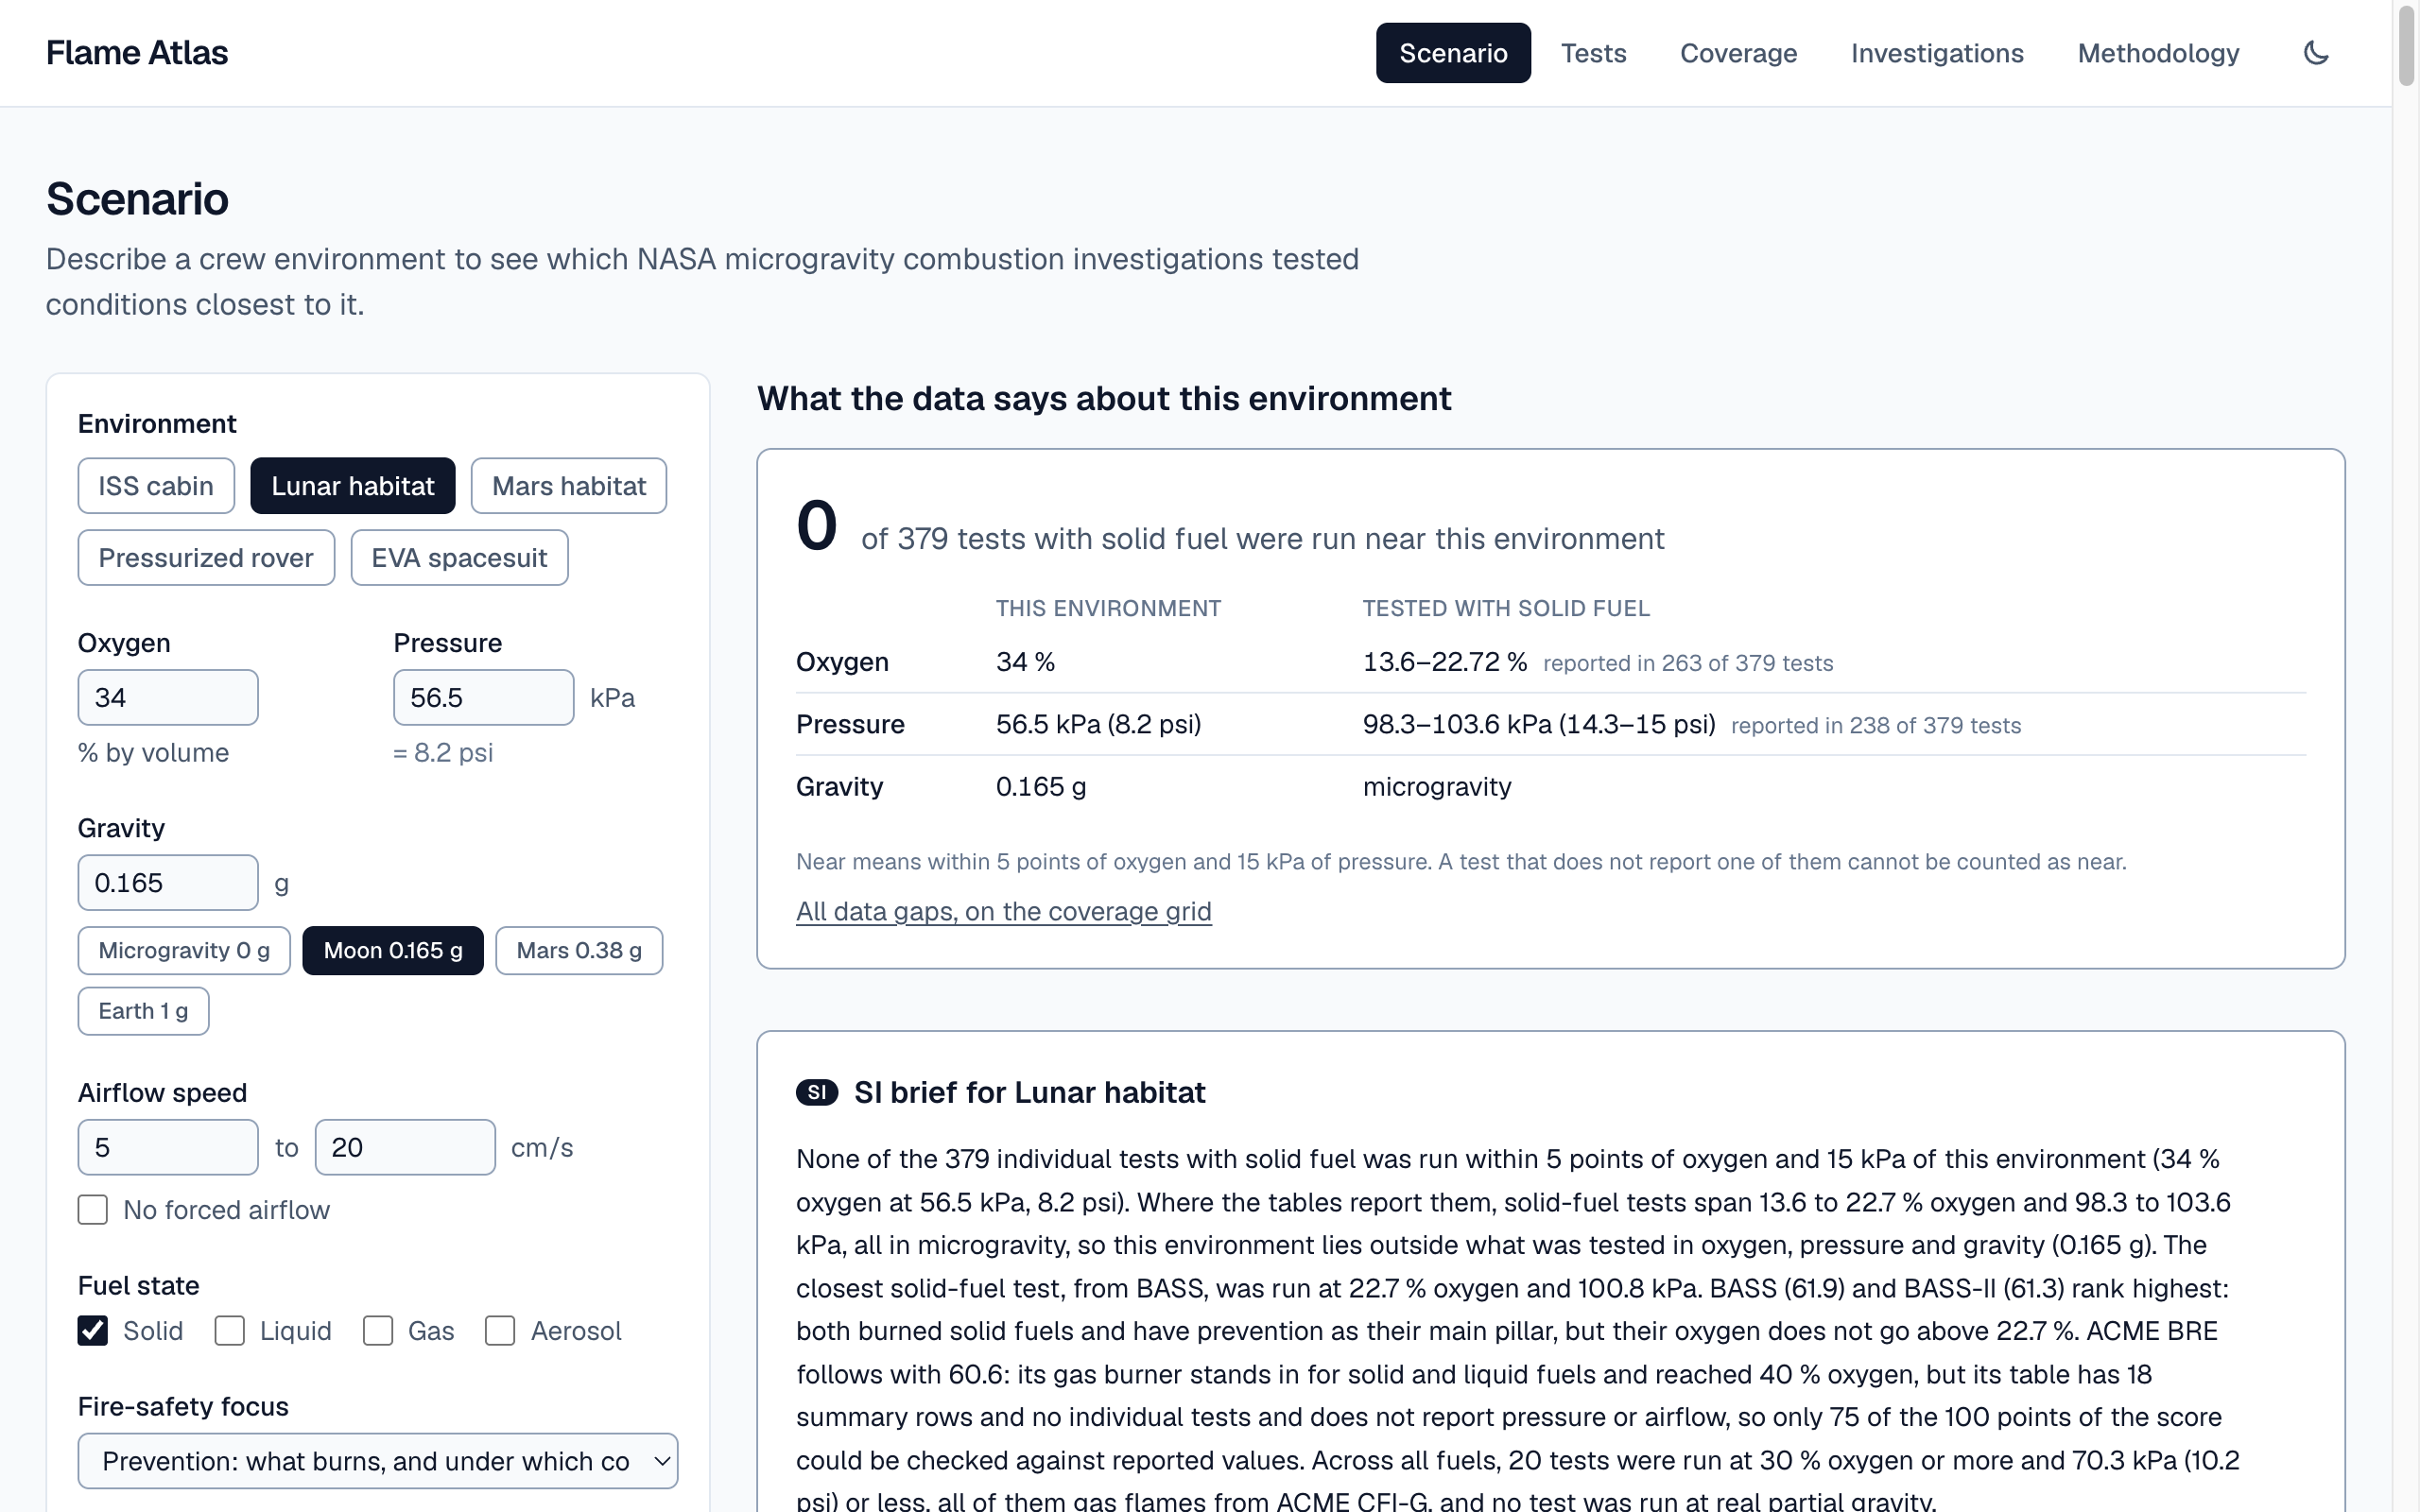 Flame Atlas
Scenario
Tests
Coverage
Investigations
Methodology
Scenario
Describe a crew environment to see which NASA microgravity combustion investigations tested
conditions closest to it.
Environment
ISS cabin
Lunar habitat
Mars habitat
Pressurized rover
EVA spacesuit
Oxygen
Pressure
34
56.5 kPa
% by volume
= 8.2 psi
Gravity
0.165 g
Microgravity 0 g
Moon 0.165 g
Mars 0.38 g
Earth 1 g
Airflow speed
5 to 20 cm/s
No forced airflow
Fuel state
Solid
Liquid
Gas
Aerosol
Fire-safety focus
Prevention: what burns, and under which co
What the data says about this environment
0 of 379 tests with solid fuel were run near this environment
THIS ENVIRONMENT
TESTED WITH SOLID FUEL
Oxygen 34 % 13.6–22.72 % reported in 263 of 379 tests
Pressure 56.5 kPa (8.2 psi) 98.3–103.6 kPa (14.3–15 psi) reported in 238 of 379 tests
Gravity 0.165 g microgravity
Near means within 5 points of oxygen and 15 kPa of pressure. A test that does not report one of them cannot be counted as near.
All data gaps, on the coverage grid
SI SI brief for Lunar habitat
None of the 379 individual tests with solid fuel was run within 5 points of oxygen and 15 kPa of this environment (34 %
oxygen at 56.5 kPa, 8.2 psi). Where the tables report them, solid-fuel tests span 13.6 to 22.7 % oxygen and 98.3 to 103.6
kPa, all in microgravity, so this environment lies outside what was tested in oxygen, pressure and gravity (0.165 g). The
closest solid-fuel test, from BASS, was run at 22.7 % oxygen and 100.8 kPa. BASS (61.9) and BASS-II (61.3) rank highest:
both burned solid fuels and have prevention as their main pillar, but their oxygen does not go above 22.7 %. ACME BRE
follows with 60.6: its gas burner stands in for solid and liquid fuels and reached 40 % oxygen, but its table has 18
summary rows and no individual tests and does not report pressure or airflow, so only 75 of the 100 points of the score
could be checked against reported values. Across all fuels, 20 tests were run at 30 % oxygen or more and 70.3 kPa (10.2
psi) or less, all of them gas flames from ACME CFI-G, and no test was run at real partial gravity.